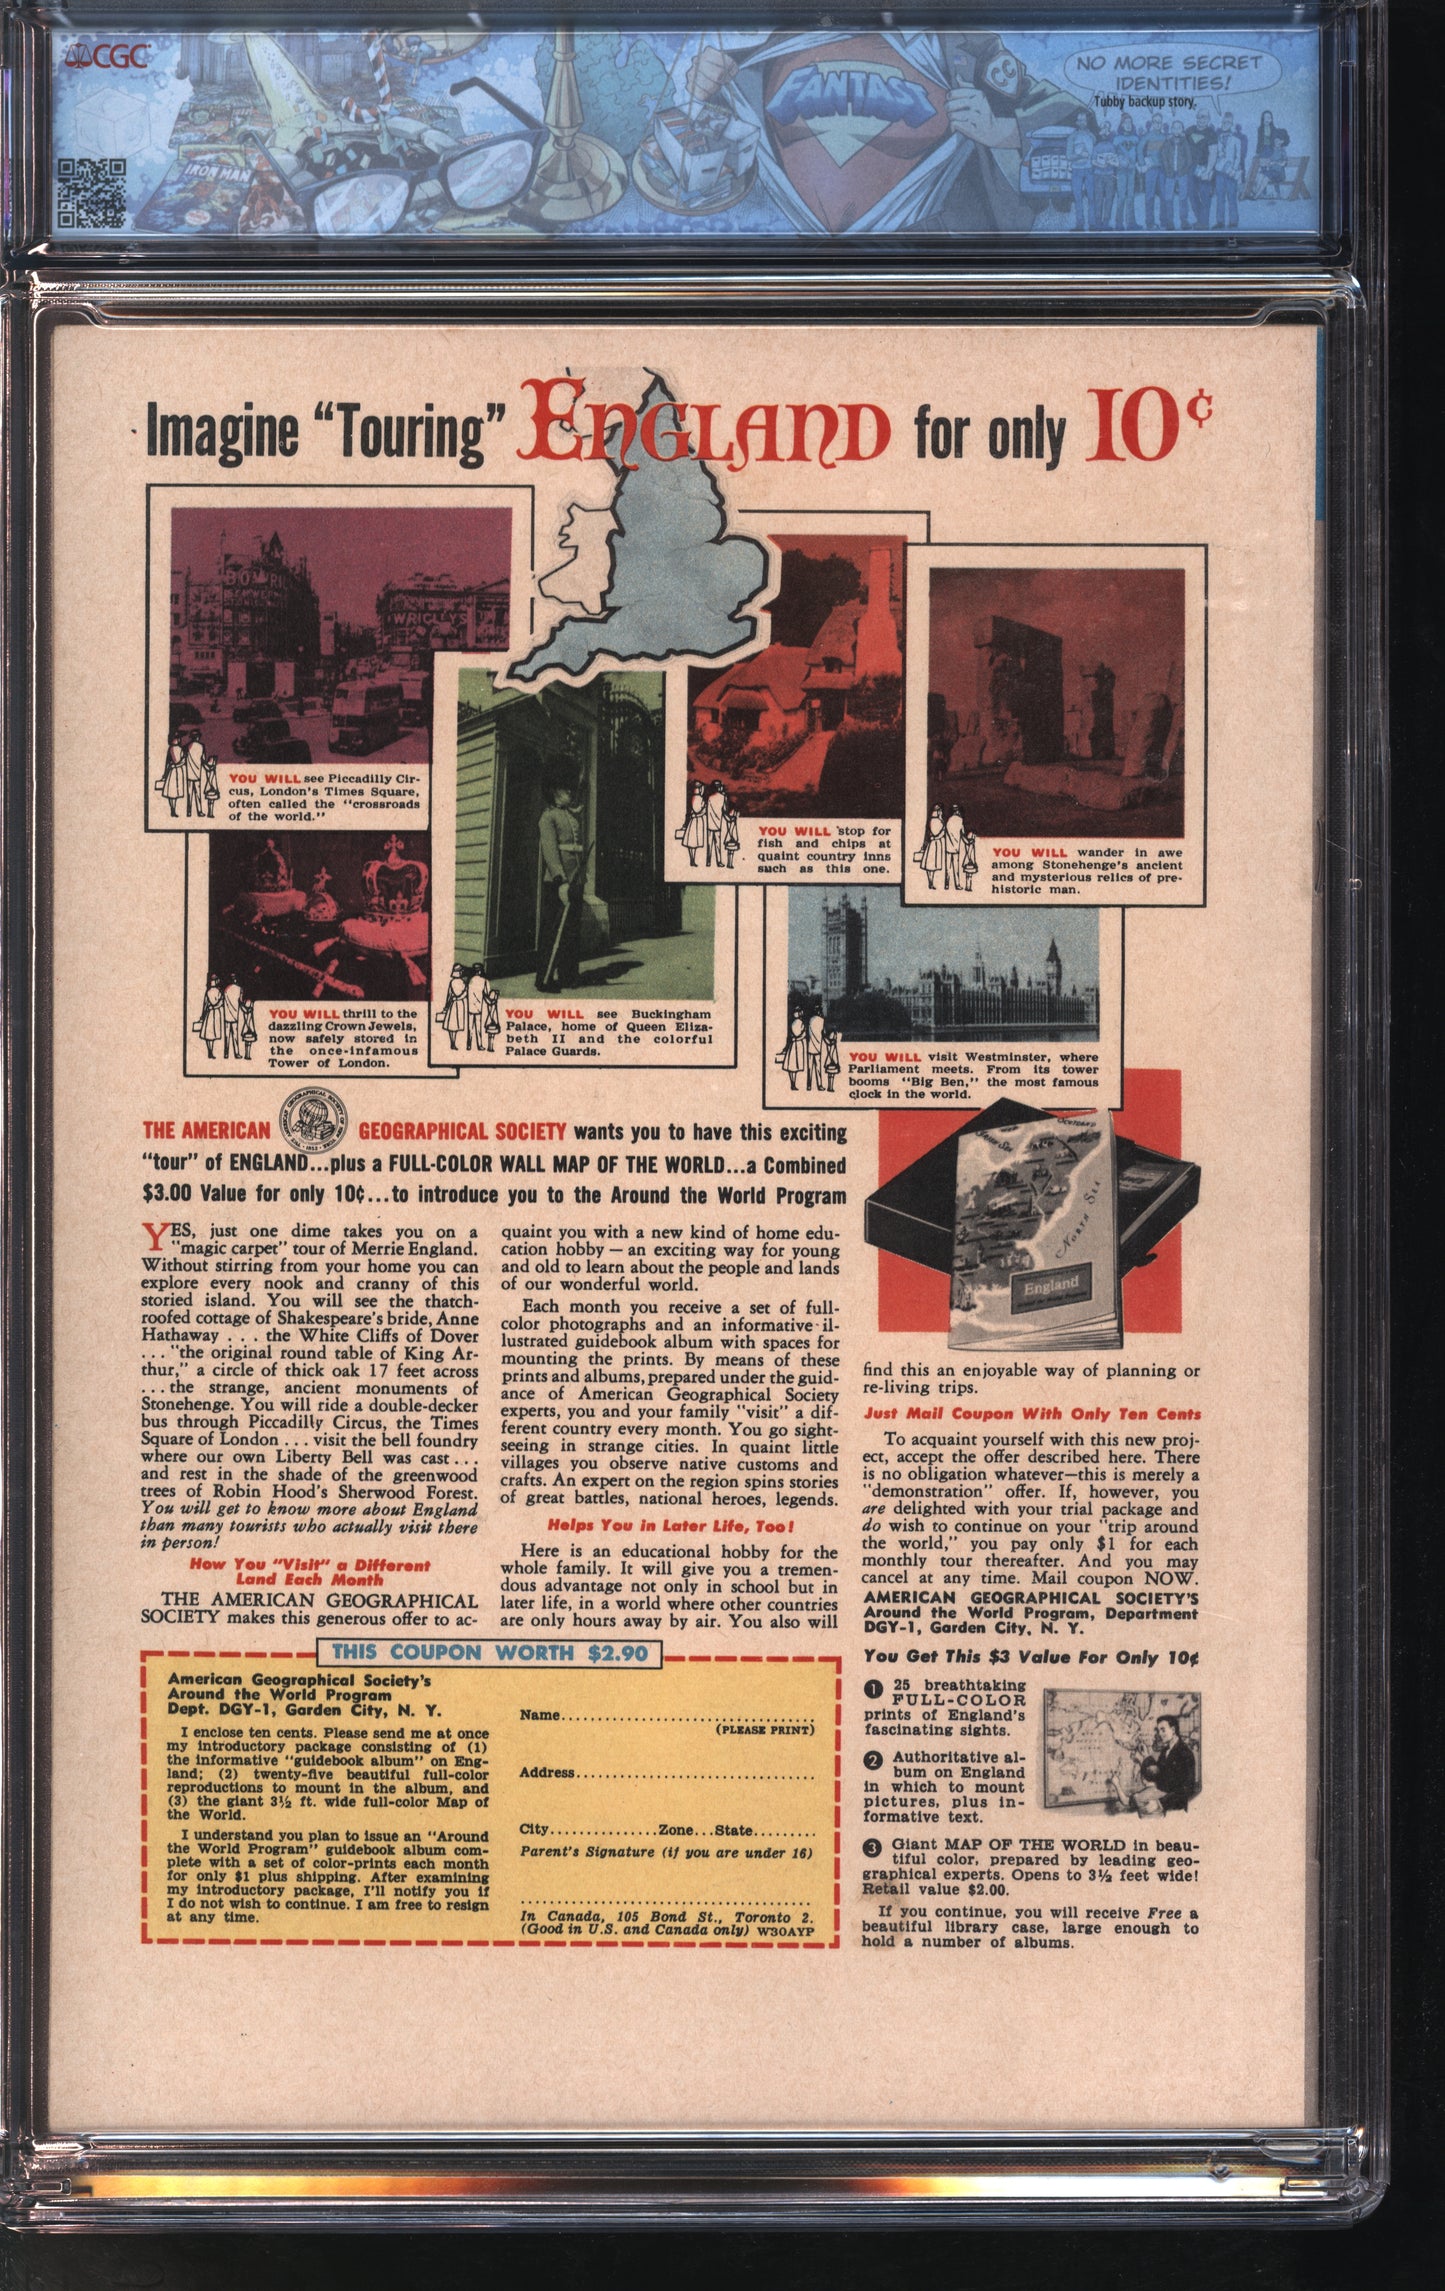 CGC
IRON MAN
FANTAST
NO MORE SECRET
IDENTITIES!
Tubby backup story.
Imagine “Touring” ENGLAND for only 10¢
WRIGLEY'S
YOU WILL see Piccadilly Cir-
cus, London's Times Square,
often called the “crossroads
of the world.”
YOU WILL stop for
fish and chips at
quaint country inns
such as this one.
YOU WILL wander in awe
among Stonehenge's ancient
and mysterious relics of pre-
historic man.
YOU WILL thrill to the
dazzling Crown Jewels,
now safely stored in
the once-infamous
Tower of London.
YOU WILL see Buckingham
Palace, home of Queen Eliza-
beth II and the colorful
Palace Guards.
YOU WILL visit Westminster, where
Parliament meets. From its tower
booms “Big Ben,” the most famous
clock in the world.
THE AMERICAN GEOGRAPHICAL SOCIETY wants you to have this exciting
“tour” of ENGLAND...plus a FULL-COLOR WALL MAP OF THE WORLD...a Combined
$3.00 Value for only 10¢...to introduce you to the Around the World Program
YES, just one dime takes you on a
“magic carpet” tour of Merrie England.
Without stirring from your home you can
explore every nook and cranny of this
storied island. You will see the thatch-
roofed cottage of Shakespeare's bride, Anne
Hathaway . . . the White Cliffs of Dover
. . . “the original round table of King Ar-
thur,” a circle of thick oak 17 feet across
. . . the strange, ancient monuments of
Stonehenge. You will ride a double-decker
bus through Piccadilly Circus, the Times
Square of London . . . visit the bell foundry
where our own Liberty Bell was cast . . .
and rest in the shade of the greenwood
trees of Robin Hood's Sherwood Forest.
You will get to know more about England
than many tourists who actually visit there
in person!
How You “Visit” a Different
Land Each Month
THE AMERICAN GEOGRAPHICAL
SOCIETY makes this generous offer to ac-
quaint you with a new kind of home edu-
cation hobby — an exciting way for young
and old to learn about the people and lands
of our wonderful world.
Each month you receive a set of full-
color photographs and an informative il-
lustrated guidebook album with spaces for
mounting the prints. By means of these
prints and albums, prepared under the guid-
ance of American Geographical Society
experts, you and your family “visit” a dif-
ferent country every month. You go sight-
seeing in strange cities. In quaint little
villages you observe native customs and
crafts. An expert on the region spins stories
of great battles, national heroes, legends.
Helps You in Later Life, Too!
Here is an educational hobby for the
whole family. It will give you a tremen-
dous advantage not only in school but in
later life, in a world where other countries
are only hours away by air. You also will
NORTH SEA
England
find this an enjoyable way of planning or
re-living trips.
Just Mail Coupon With Only Ten Cents
To acquaint yourself with this new proj-
ect, accept the offer described here. There
is no obligation whatever—this is merely a
“demonstration” offer. If, however, you
are delighted with your trial package and
do wish to continue on your “trip around
the world,” you pay only $1 for each
monthly tour thereafter. And you may
cancel at any time. Mail coupon NOW.
AMERICAN GEOGRAPHICAL SOCIETY'S
Around the World Program, Department
DGY-1, Garden City, N. Y.
THIS COUPON WORTH $2.90
American Geographical Society's
Around the World Program
Dept. DGY-1, Garden City, N. Y.
I enclose ten cents. Please send me at once
my introductory package consisting of (1)
the informative “guidebook album” on Eng-
land; (2) twenty-five beautiful full-color
reproductions to mount in the album, and
(3) the giant 3½ ft. wide full-color Map of
the World.
I understand you plan to issue an “Around
the World Program” guidebook album com-
plete with a set of color-prints each month
for only $1 plus shipping. After examining
my introductory package, I'll notify you if
I do not wish to continue. I am free to resign
at any time.
Name
(PLEASE PRINT)
Address
City...............Zone...State.........
Parent's Signature (if you are under 16)
In Canada, 105 Bond St., Toronto 2.
(Good in U.S. and Canada only) W30AYP
You Get This $3 Value For Only 10¢
1 25 breathtaking
FULL-COLOR
prints of England's
fascinating sights.
2 Authoritative al-
bum on England
in which to mount
pictures, plus in-
formative text.
3 Giant MAP OF THE WORLD in beau-
tiful color, prepared by leading geo-
graphical experts. Opens to 3½ feet wide!
Retail value $2.00.
If you continue, you will receive Free a
beautiful library case, large enough to
hold a number of albums.